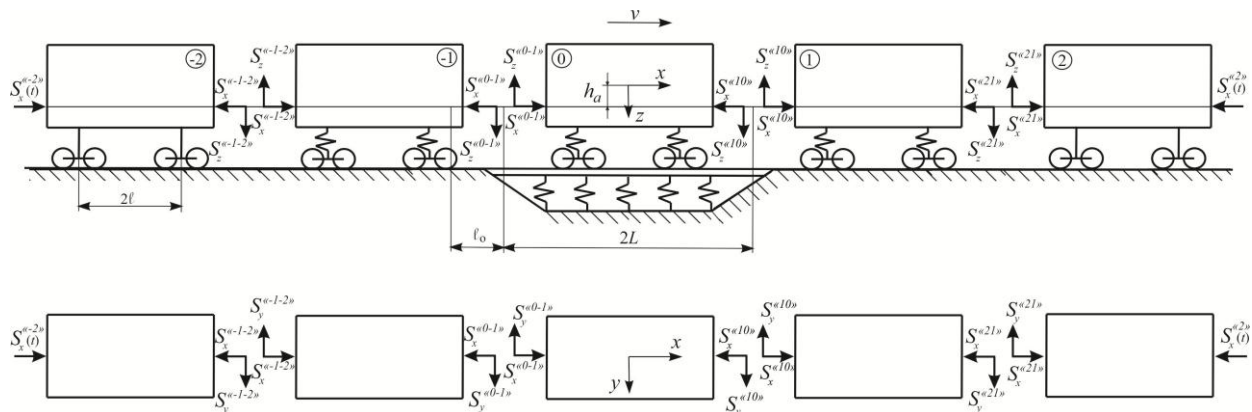 v
-2 S_z^«-1-2» -1 S_z^«0-1» 0 S_z^«10» 1 S_z^«21» 2
S_x^«-2»(t) S_x^«-1-2» S_x^«0-1» h_a x S_x^«10» S_x^«21» S_x^«2»(t)
S_x^«-1-2» S_x^«0-1» z S_x^«10» S_x^«21»
S_z^«-1-2» S_z^«0-1» S_z^«10» S_z^«21»
2ℓ ℓ_o 2L
S_y^«-1-2» S_y^«0-1» S_y^«10» S_y^«21»
S_x^«-2»(t) S_x^«-1-2» S_x^«0-1» x S_x^«10» S_x^«21» S_x^«2»(t)
S_x^«-1-2» S_x^«0-1» y S_x^«10» S_x^«21»
S_y^«-1-2» S_y^«0-1» S_y^«10» S_y^«21»